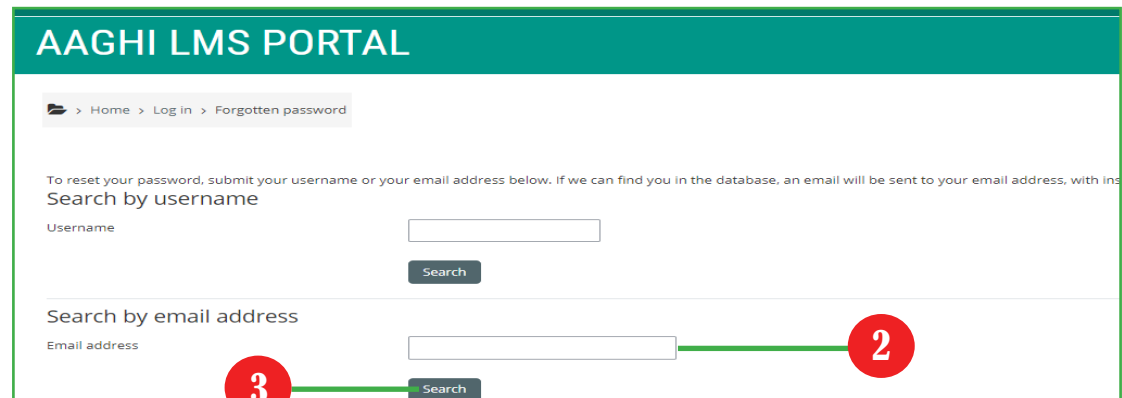 AAGHI LMS PORTAL
> Home > Log in > Forgotten password
To reset your password, submit your username or your email address below. If we can find you in the database, an email will be sent to your email address, with
Search by username
Username
Search
Search by email address
Email address
2
3
Search